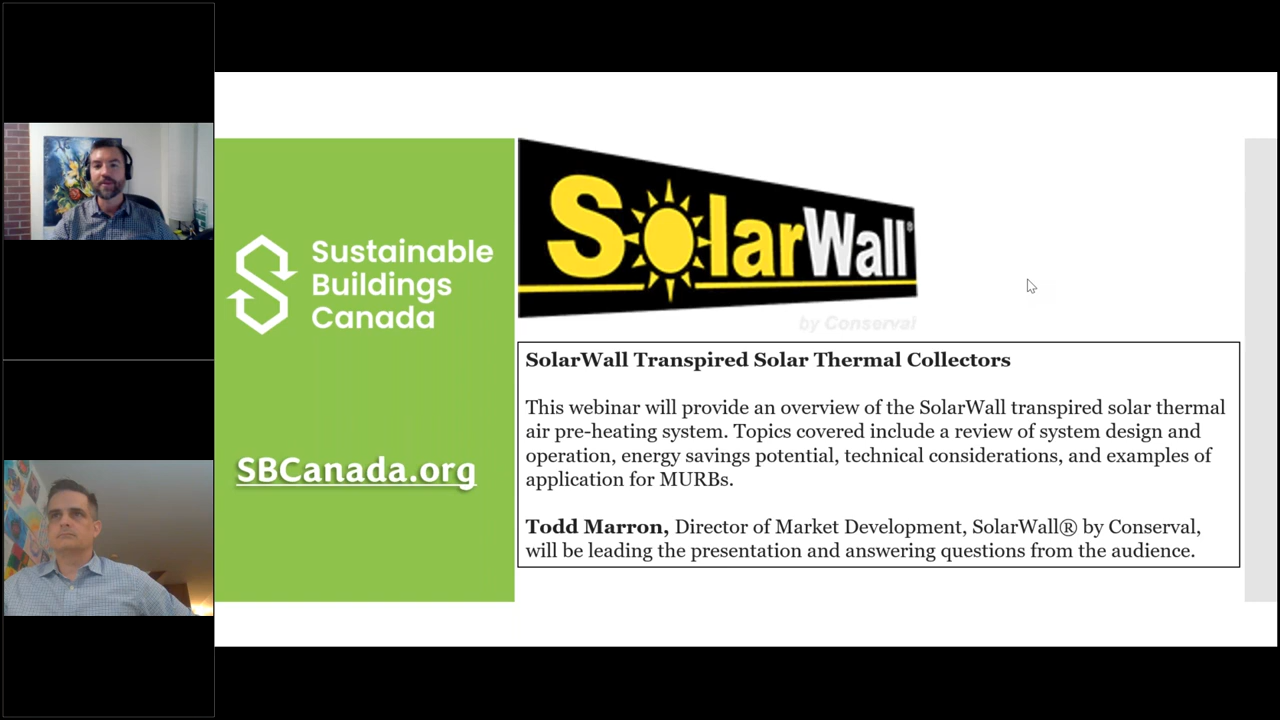 Sustainable
Buildings
Canada
SBCanada.org
SolarWall®
by Conserval
SolarWall Transpired Solar Thermal Collectors
This webinar will provide an overview of the SolarWall transpired solar thermal
air pre-heating system. Topics covered include a review of system design and
operation, energy savings potential, technical considerations, and examples of
application for MURBs.
Todd Marron, Director of Market Development, SolarWall® by Conserval,
will be leading the presentation and answering questions from the audience.